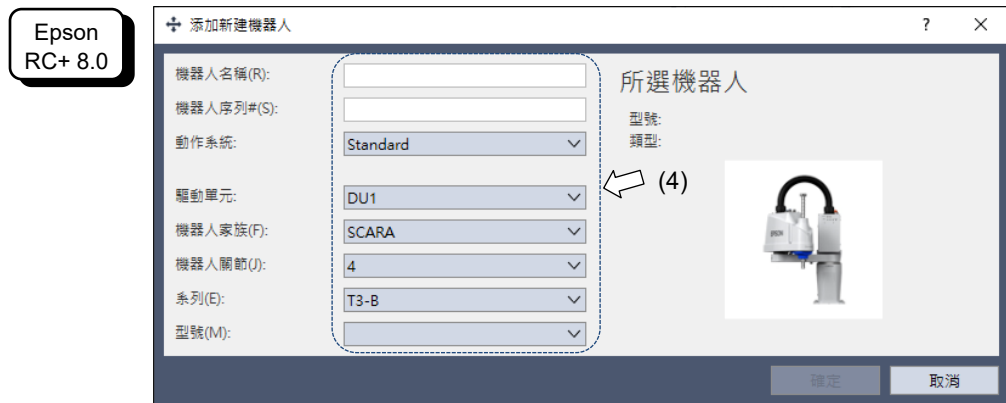 Epson
RC+ 8.0
添加新建機器人
?
機器人名稱(R):
機器人序列#(S):
動作系統:
Standard
驅動單元:
DU1
機器人家族(F):
SCARA
機器人關節(J):
4
系列(E):
T3-B
型號(M):
(4)
所選機器人
型號:
類型:
EPSON
確定
取消